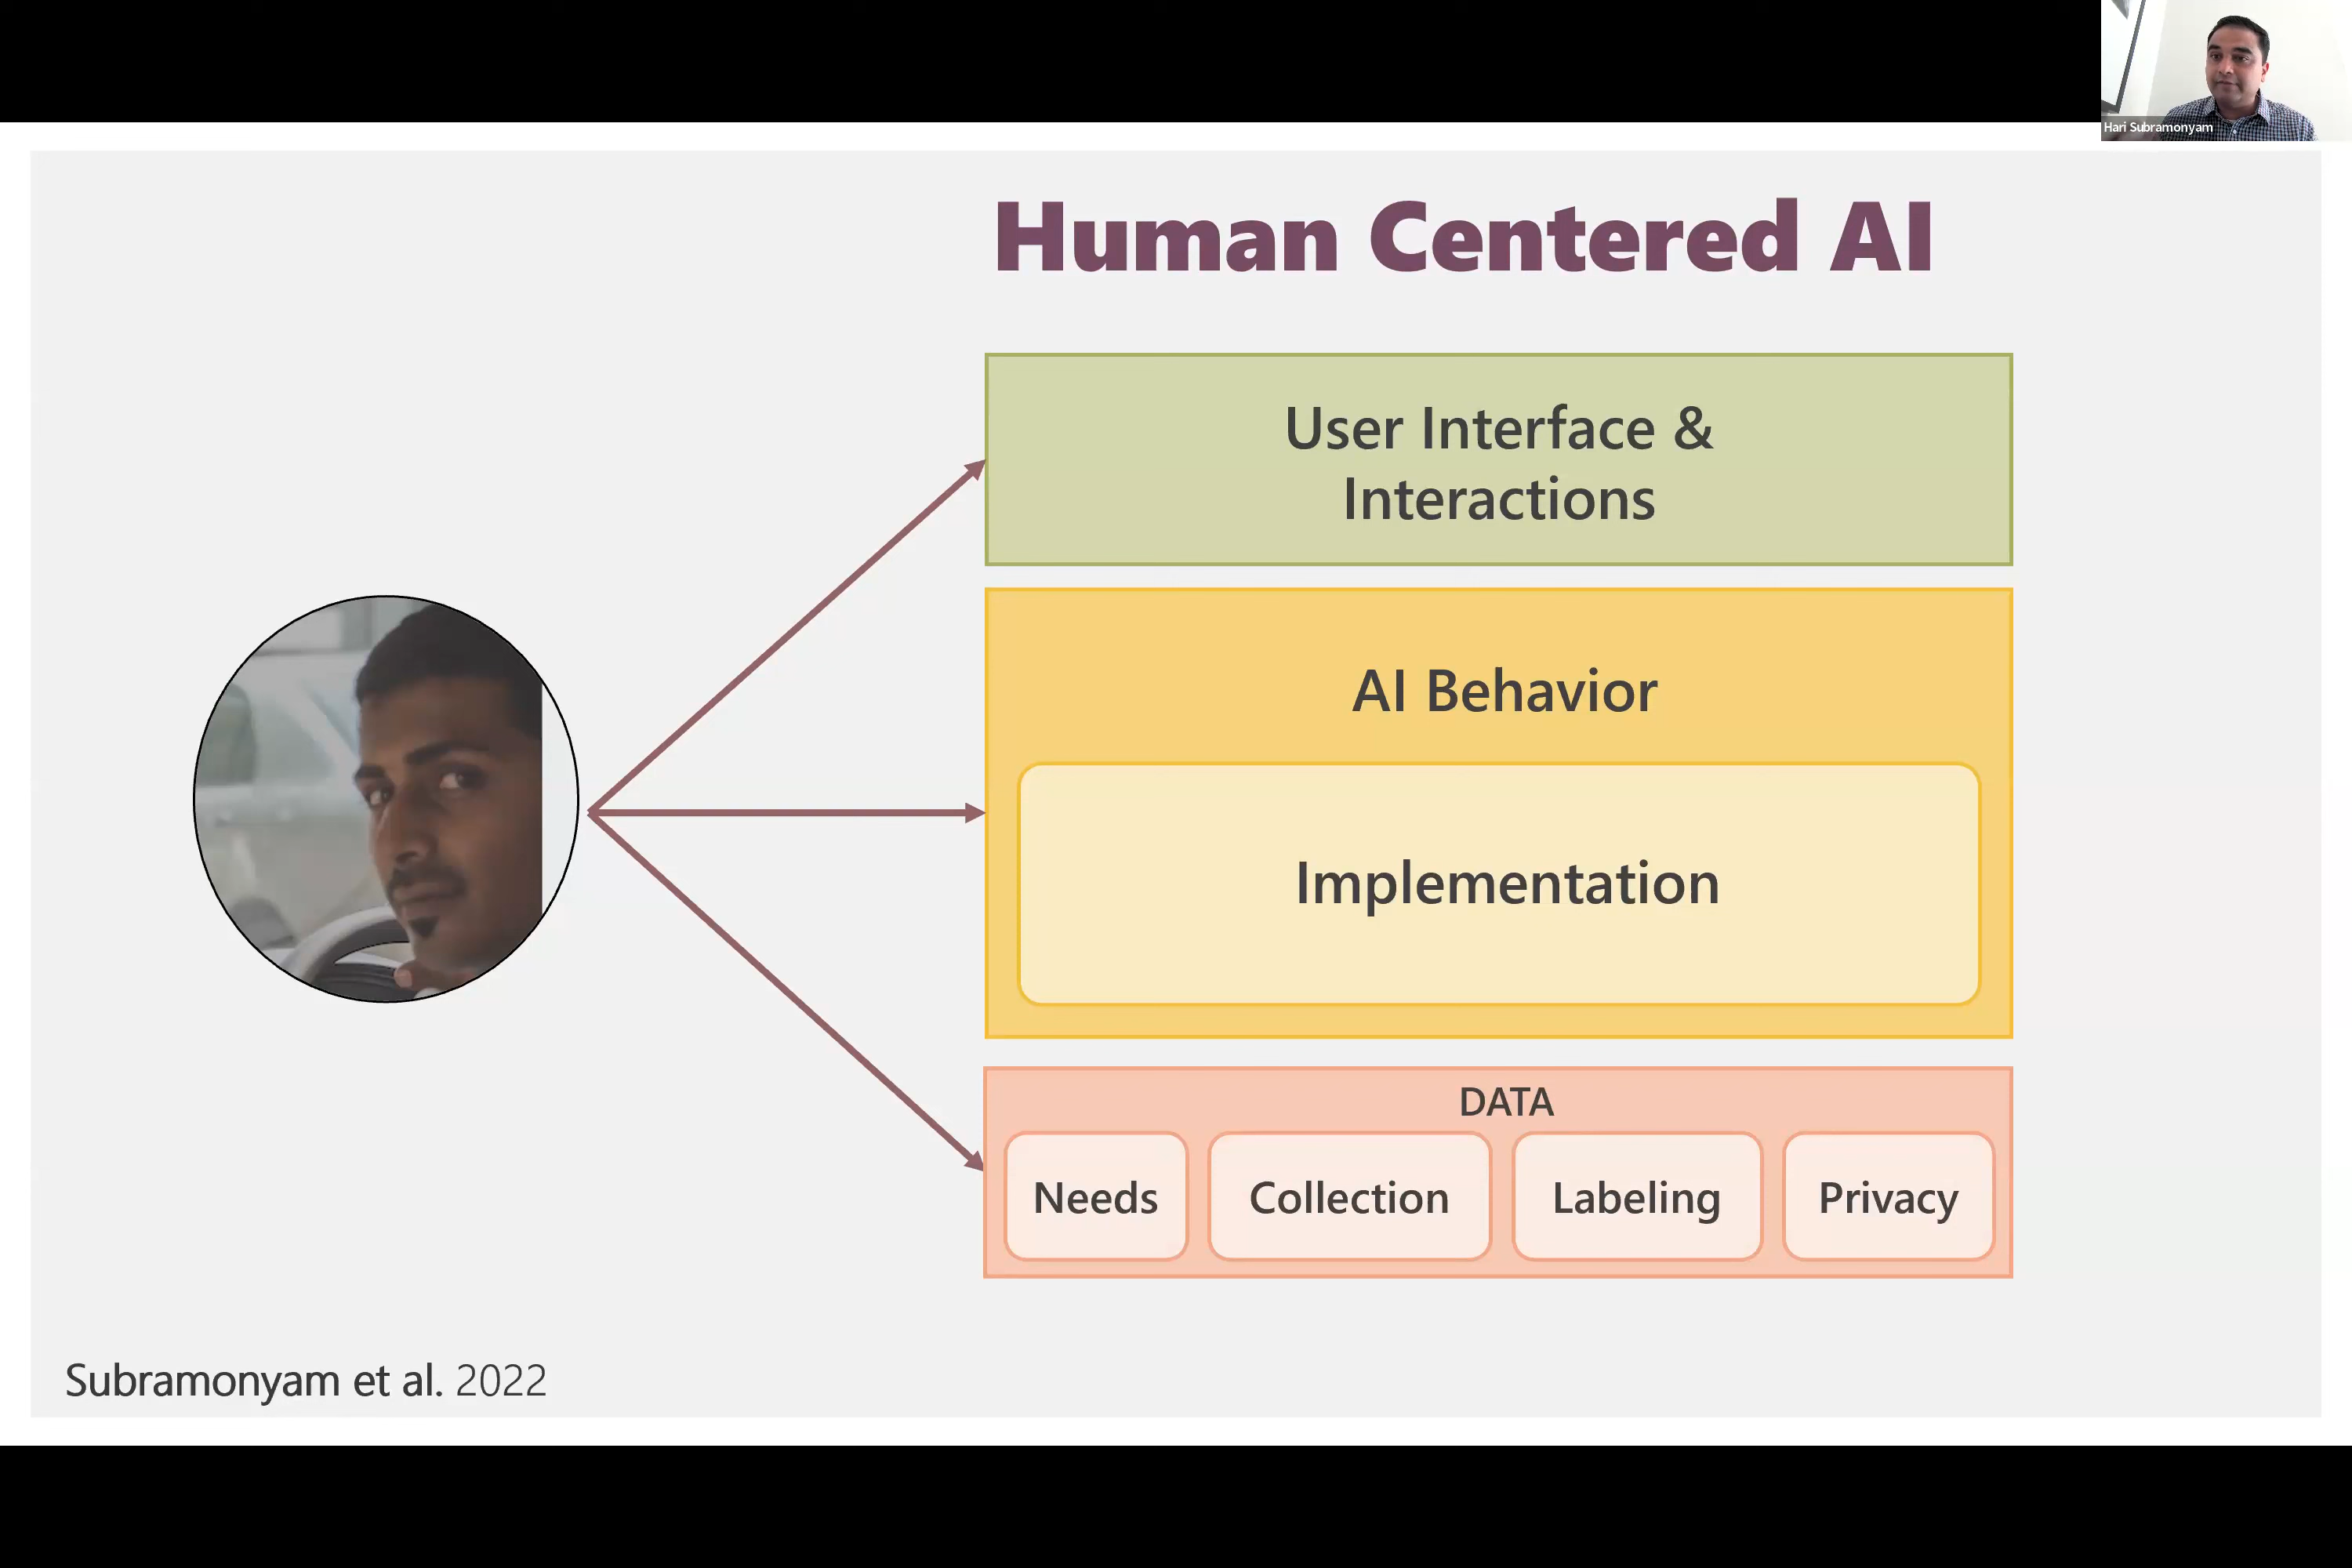 Hari Subramonyam
Human Centered AI
User Interface &
Interactions
AI Behavior
Implementation
DATA
Needs
Collection
Labeling
Privacy
Subramonyam et al. 2022